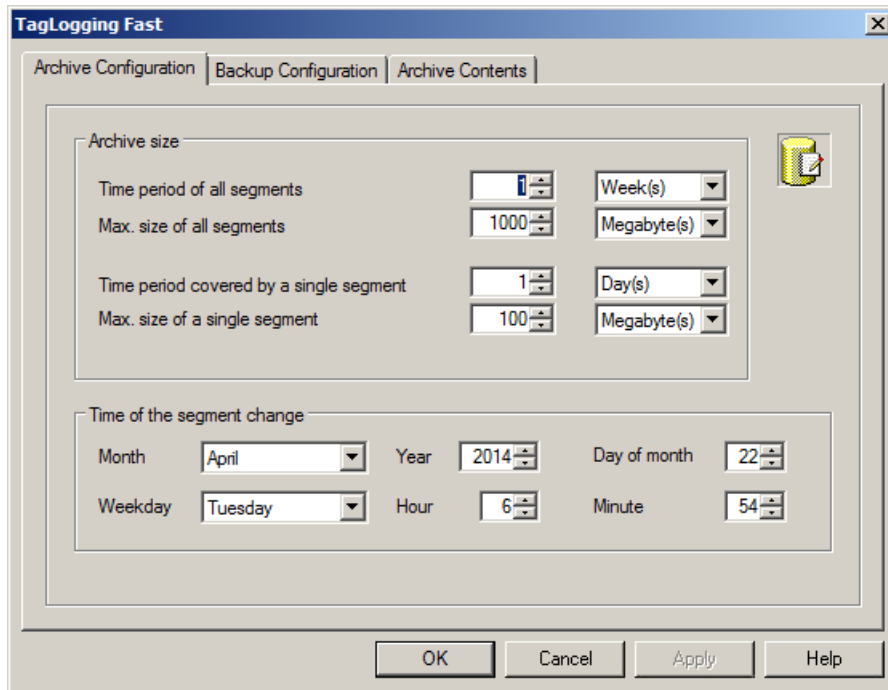 TagLogging Fast
Archive Configuration Backup Configuration Archive Contents
Archive size
Time period of all segments 1 Week(s)
Max. size of all segments 1000 Megabyte(s)
Time period covered by a single segment 1 Day(s)
Max. size of a single segment 100 Megabyte(s)
Time of the segment change
Month April Year 2014 Day of month 22
Weekday Tuesday Hour 6 Minute 54
OK Cancel Apply Help